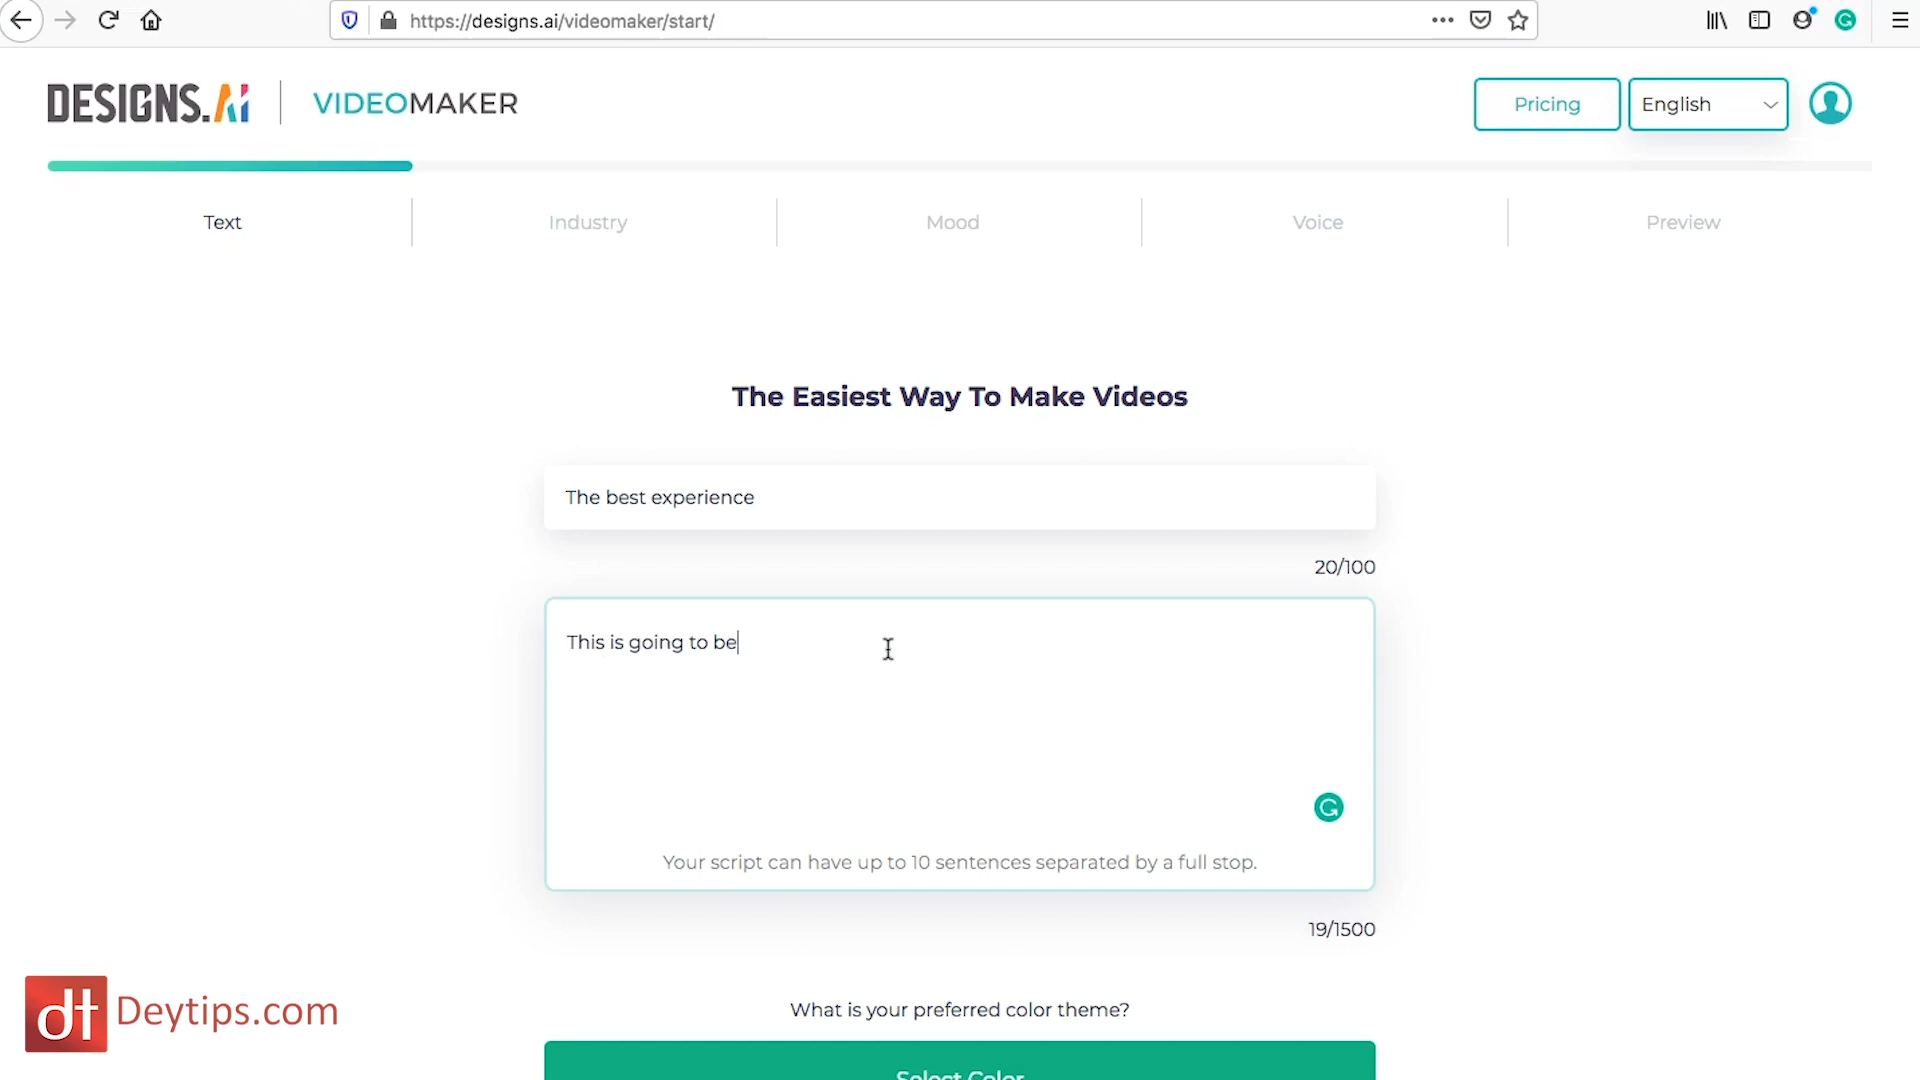 https://designs.ai/videomaker/start/
DESIGNS.AI
VIDEOMAKER
Pricing
English
Text
Industry
Mood
Voice
Preview
The Easiest Way To Make Videos
The best experience
20/100
This is going to be
Your script can have up to 10 sentences separated by a full stop.
19/1500
What is your preferred color theme?
Select Color
dt Deytips.com